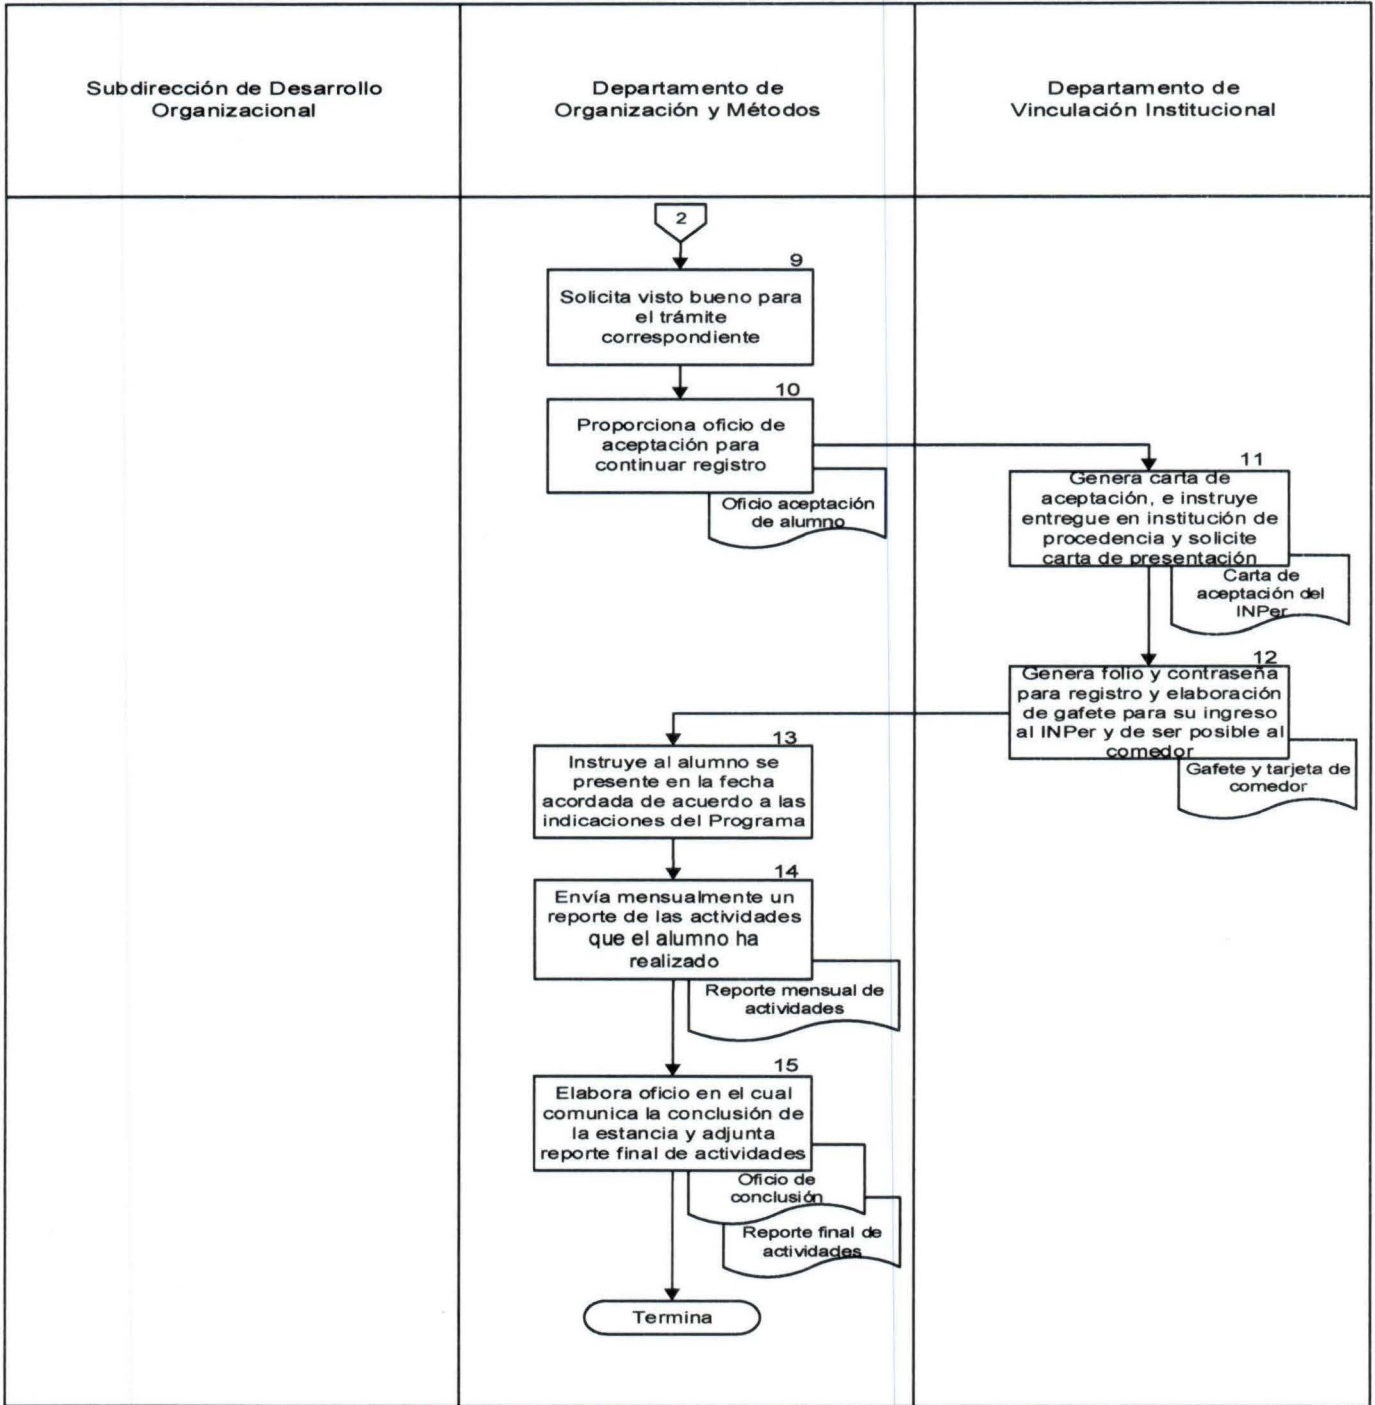 Subdirección de Desarrollo
Organizacional
Departamento de
Organización y Métodos
Departamento de
Vinculación Institucional
2
9
Solicita visto bueno para
el trámite
correspondiente
10
Proporciona oficio de
aceptación para
continuar registro
Oficio aceptación
de alumno
11
Genera carta de
aceptación, e instruye
entregue en institución de
procedencia y solicite
carta de presentación
Carta de
aceptación del
INPer
12
Genera folio y contraseña
para registro y elaboración
de gafete para su ingreso
al INPer y de ser posible al
comedor
Gafete y tarjeta de
comedor
13
Instruye al alumno se
presente en la fecha
acordada de acuerdo a las
indicaciones del Programa
14
Envía mensualmente un
reporte de las actividades
que el alumno ha
realizado
Reporte mensual de
actividades
15
Elabora oficio en el cual
comunica la conclusión de
la estancia y adjunta
reporte final de actividades
Oficio de
conclusión
Reporte final de
actividades
Termina